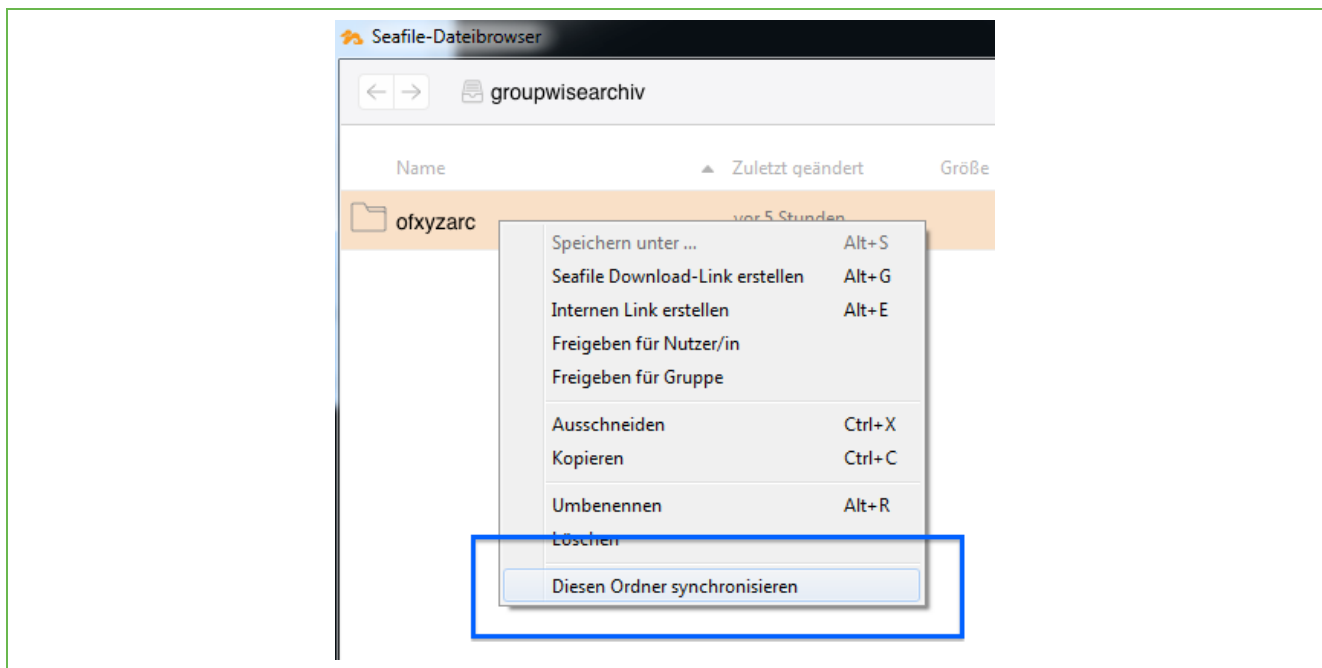 Seafile-Dateibrowser
groupwisearchiv
Name Zuletzt geändert Größe
ofxyzarc vor 5 Stunden
Speichern unter ... Alt+S
Seafile Download-Link erstellen Alt+G
Internen Link erstellen Alt+E
Freigeben für Nutzer/in
Freigeben für Gruppe
Ausschneiden Ctrl+X
Kopieren Ctrl+C
Umbenennen Alt+R
Löschen
Diesen Ordner synchronisieren